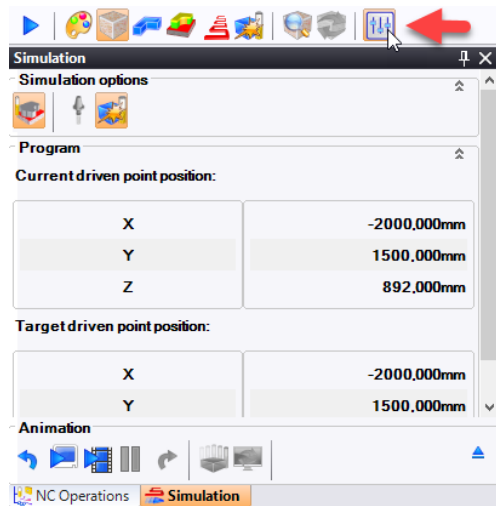 Simulation
Simulation options
Program
Current driven point position:
X -2000,000mm
Y 1500,000mm
Z 892,000mm
Target driven point position:
X -2000,000mm
Y 1500,000mm
Animation
NC Operations Simulation